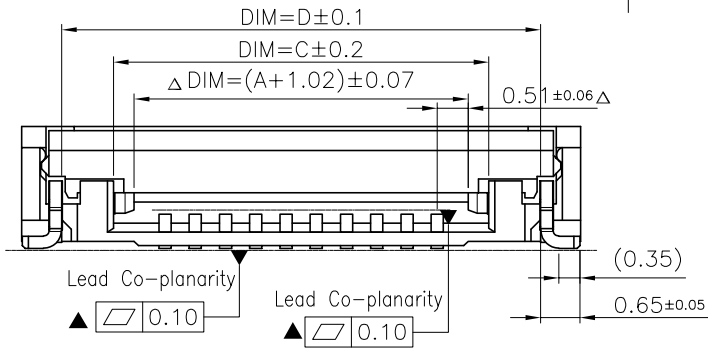 DIM=D±0.1
DIM=C±0.2
△ DIM=(A+1.02)±0.07
0.51±0.06 △
(0.35)
Lead Co-planarity
0.10
Lead Co-planarity
0.10
0.65±0.05